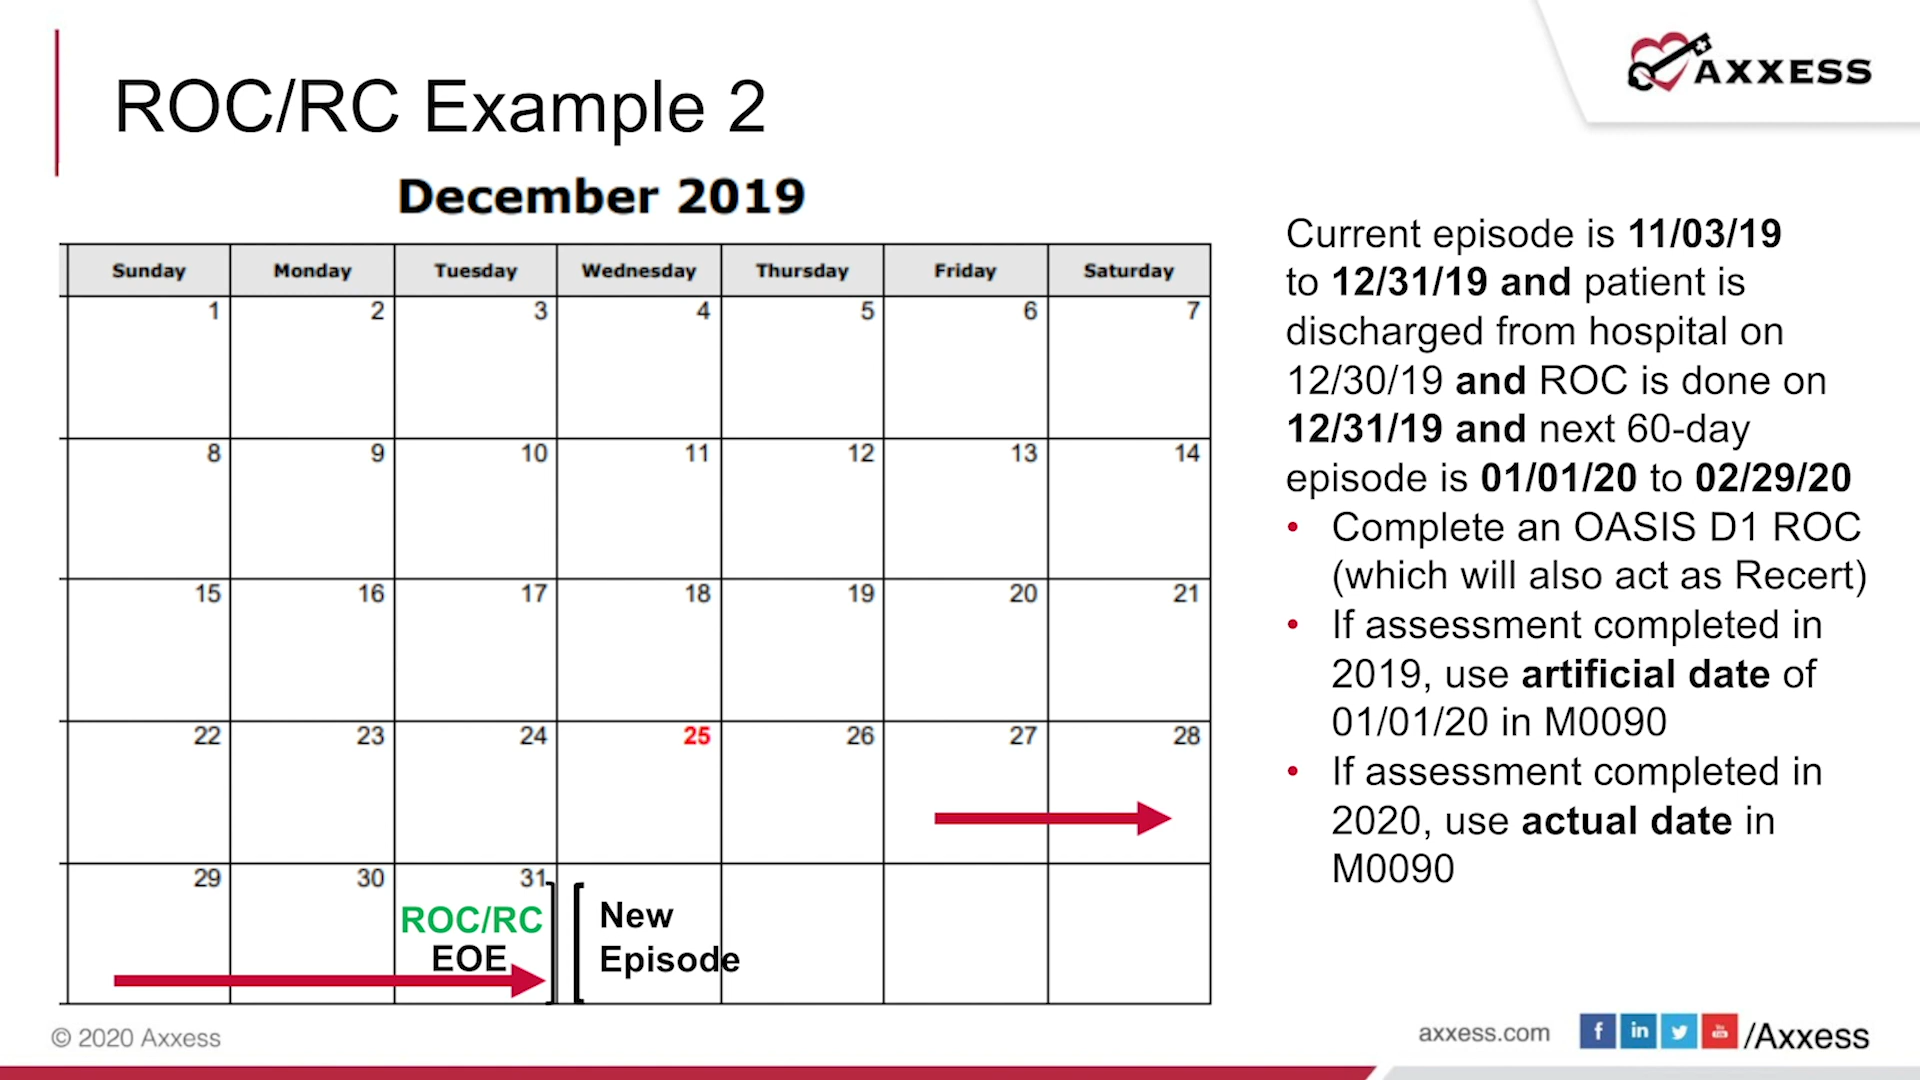 AXXESS
ROC/RC Example 2
December 2019
Sunday Monday Tuesday Wednesday Thursday Friday Saturday
1 2 3 4 5 6 7
8 9 10 11 12 13 14
15 16 17 18 19 20 21
22 23 24 25 26 27 28
29 30 31
ROC/RC
EOE
New
Episode
Current episode is 11/03/19
to 12/31/19 and patient is
discharged from hospital on
12/30/19 and ROC is done on
12/31/19 and next 60-day
episode is 01/01/20 to 02/29/20
• Complete an OASIS D1 ROC
(which will also act as Recert)
• If assessment completed in
2019, use artificial date of
01/01/20 in M0090
• If assessment completed in
2020, use actual date in
M0090
© 2020 Axxess
axxess.com f in /Axxess